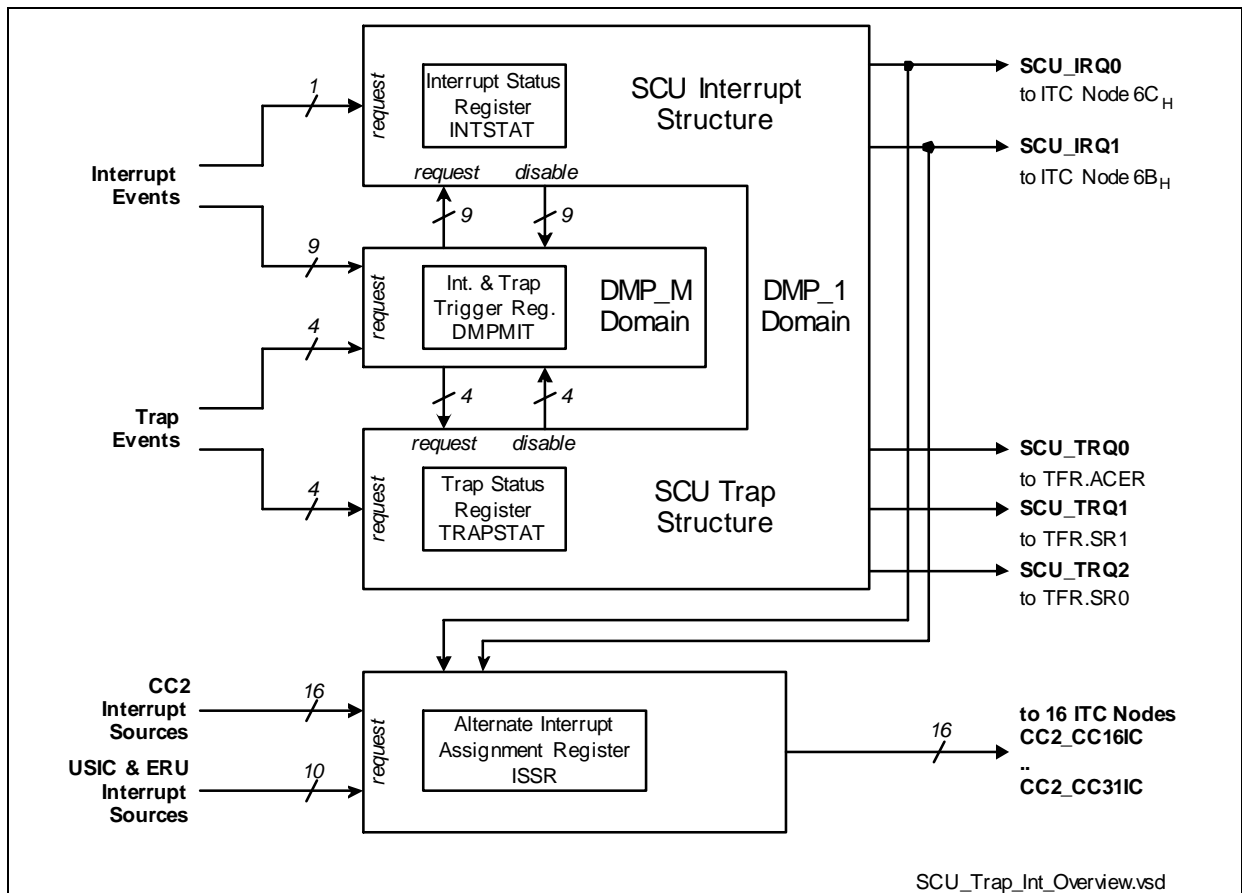 Interrupt Status
Register
INTSTAT
SCU Interrupt
Structure
request
1
Interrupt
Events
request
disable
9
9
9
request
Int. & Trap
Trigger Reg.
DMPMIT
DMP_M
Domain
DMP_1
Domain
4
4
4
Trap
Events
request
disable
4
request
Trap Status
Register
TRAPSTAT
SCU Trap
Structure
SCU_IRQ0
to ITC Node 6CH
SCU_IRQ1
to ITC Node 6BH
SCU_TRQ0
to TFR.ACER
SCU_TRQ1
to TFR.SR1
SCU_TRQ2
to TFR.SR0
CC2
Interrupt
Sources
16
USIC & ERU
Interrupt
Sources
10
request
Alternate Interrupt
Assignment Register
ISSR
16
to 16 ITC Nodes
CC2_CC16IC
..
CC2_CC31IC
SCU_Trap_Int_Overview.vsd